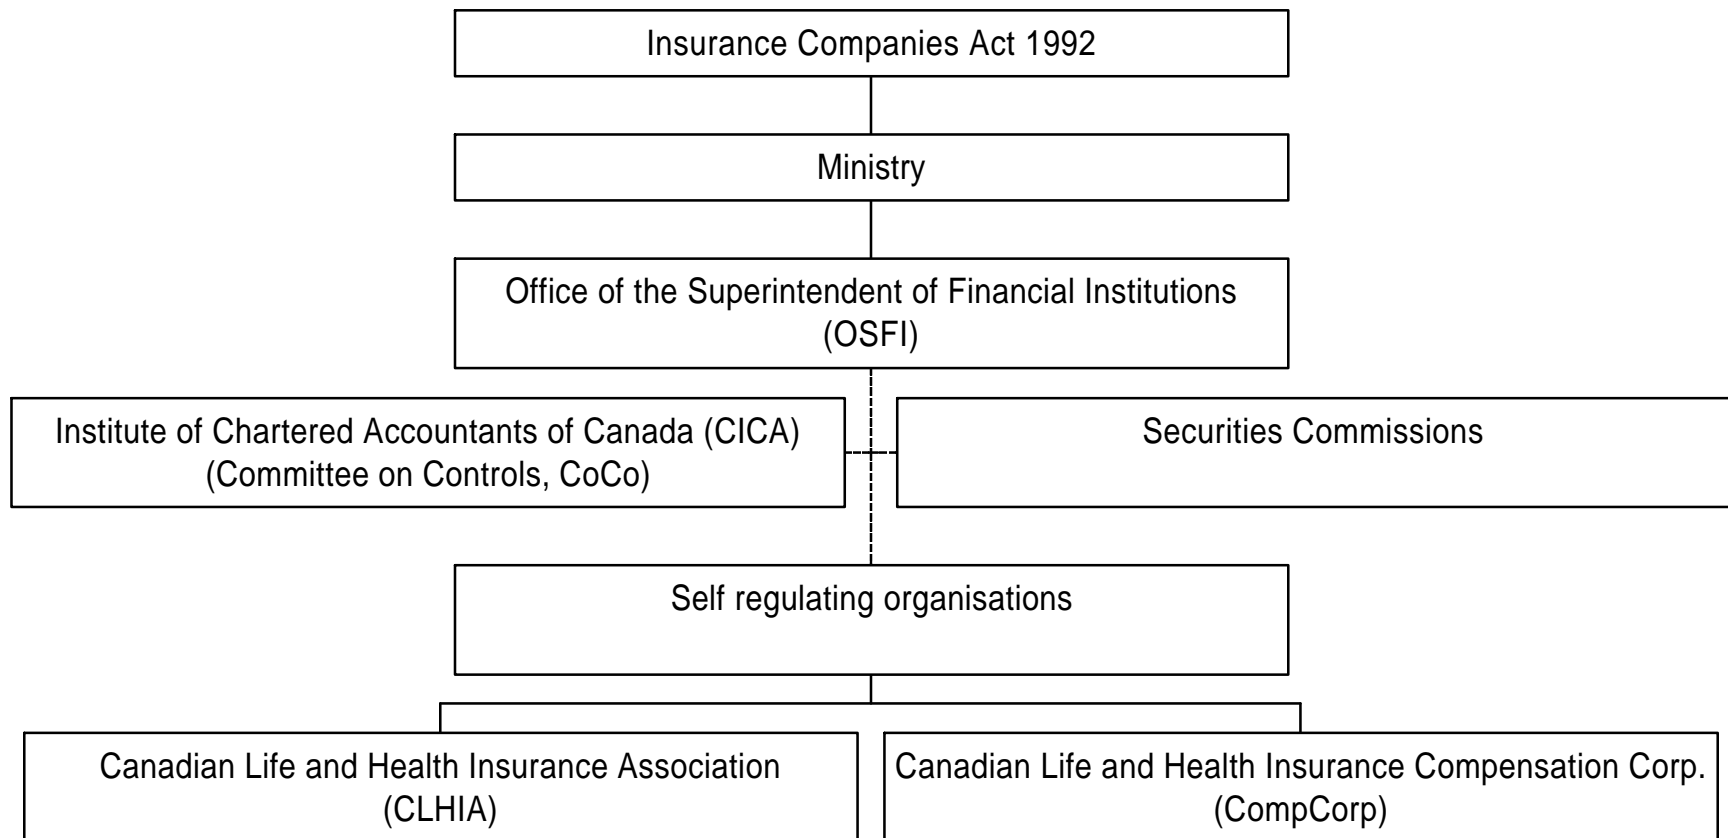 Insurance Companies Act 1992
Ministry
Office of the Superintendent of Financial Institutions
(OSFI)
Institute of Chartered Accountants of Canada (CICA)
(Committee on Controls, CoCo)
Securities Commissions
Self regulating organisations
Canadian Life and Health Insurance Association
(CLHIA)
Canadian Life and Health Insurance Compensation Corp.
(CompCorp)